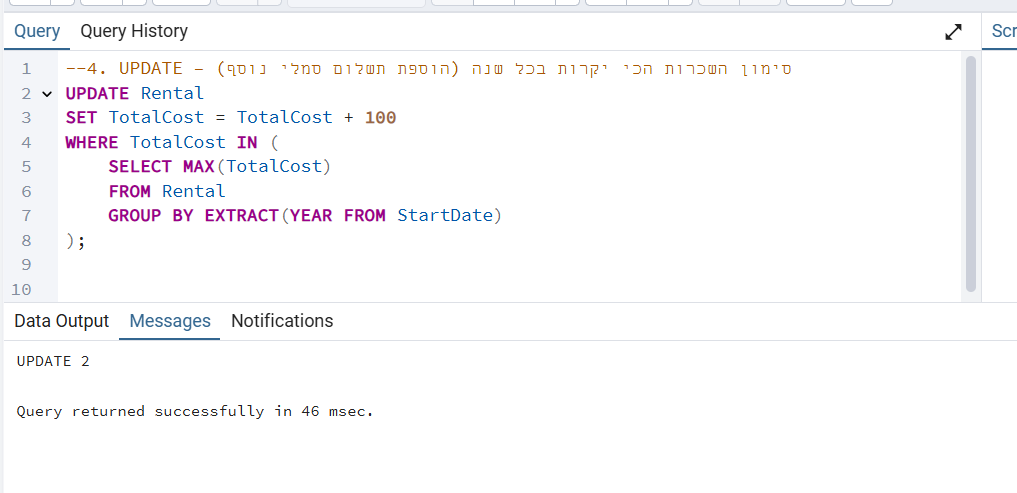 Query Query History Scr
1 --4. UPDATE – סימון השכרות הכי יקרות בכל שנה (הוספת תשלום סמלי נוסף)
2 UPDATE Rental
3 SET TotalCost = TotalCost + 100
4 WHERE TotalCost IN (
5 SELECT MAX(TotalCost)
6 FROM Rental
7 GROUP BY EXTRACT(YEAR FROM StartDate)
8 );
9
10
Data Output Messages Notifications
UPDATE 2
Query returned successfully in 46 msec.